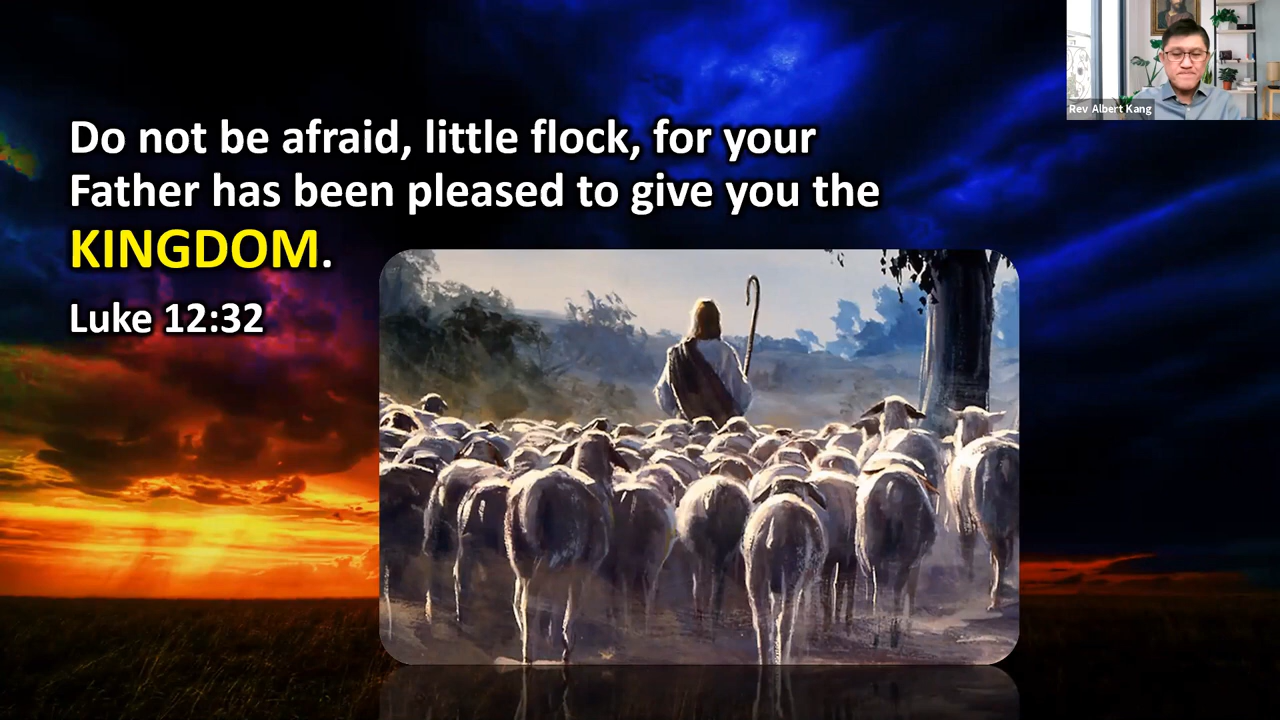 Do not be afraid, little flock, for your
Father has been pleased to give you the
KINGDOM.
Luke 12:32
Rev Albert Kang